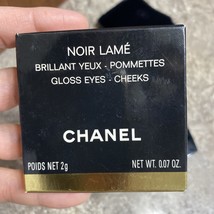 NOIR LAMÉ
BRILLANT YEUX - POMMETTES
GLOSS EYES - CHEEKS
CHANEL
POIDS NET 2g NET WT. 0.07 OZ.